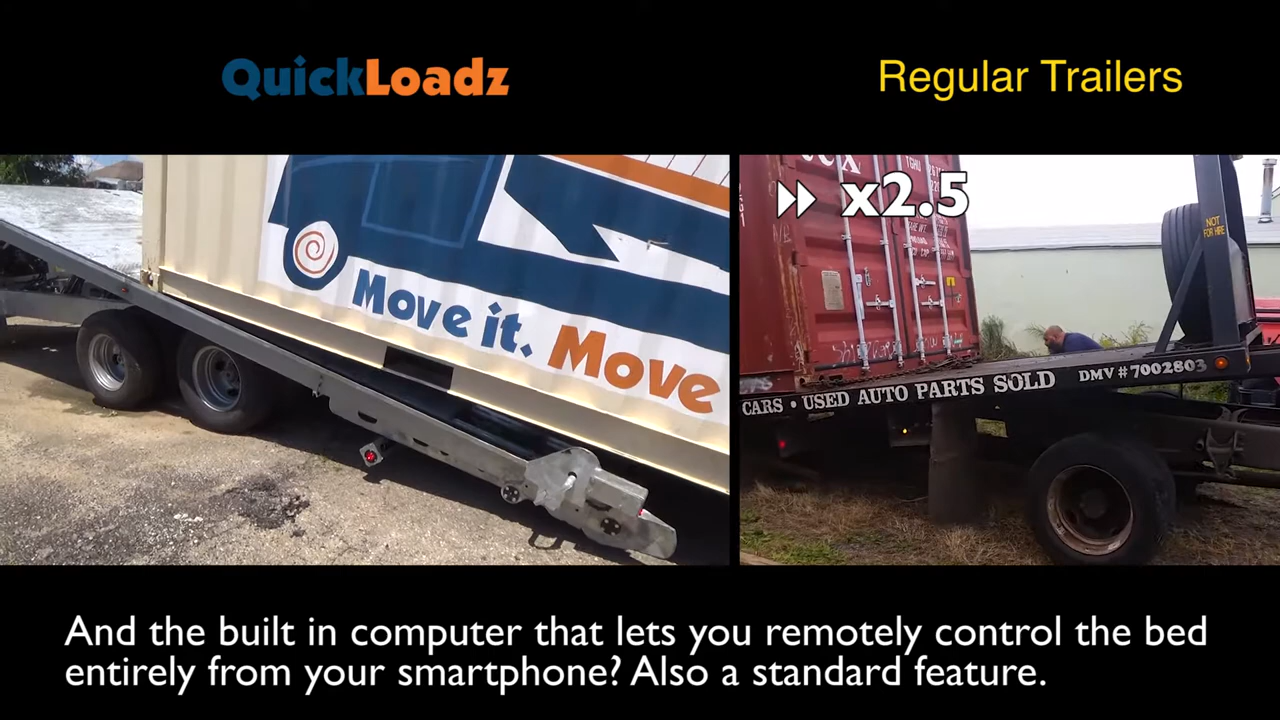 QuickLoadz
Regular Trailers
x2.5
TGHU
NOT
FOR HIRE
Move it. Move
CARS • USED AUTO PARTS SOLD
DMV # 7002803
And the built in computer that lets you remotely control the bed
entirely from your smartphone? Also a standard feature.